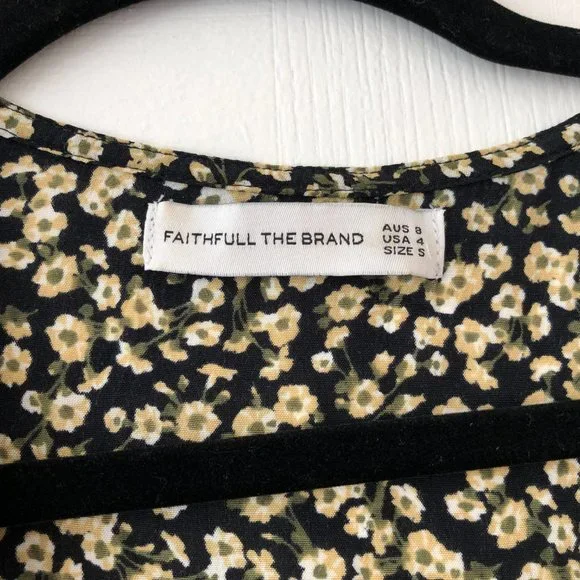 FAITHFULL THE BRAND
AUS 8
USA 4
SIZE S